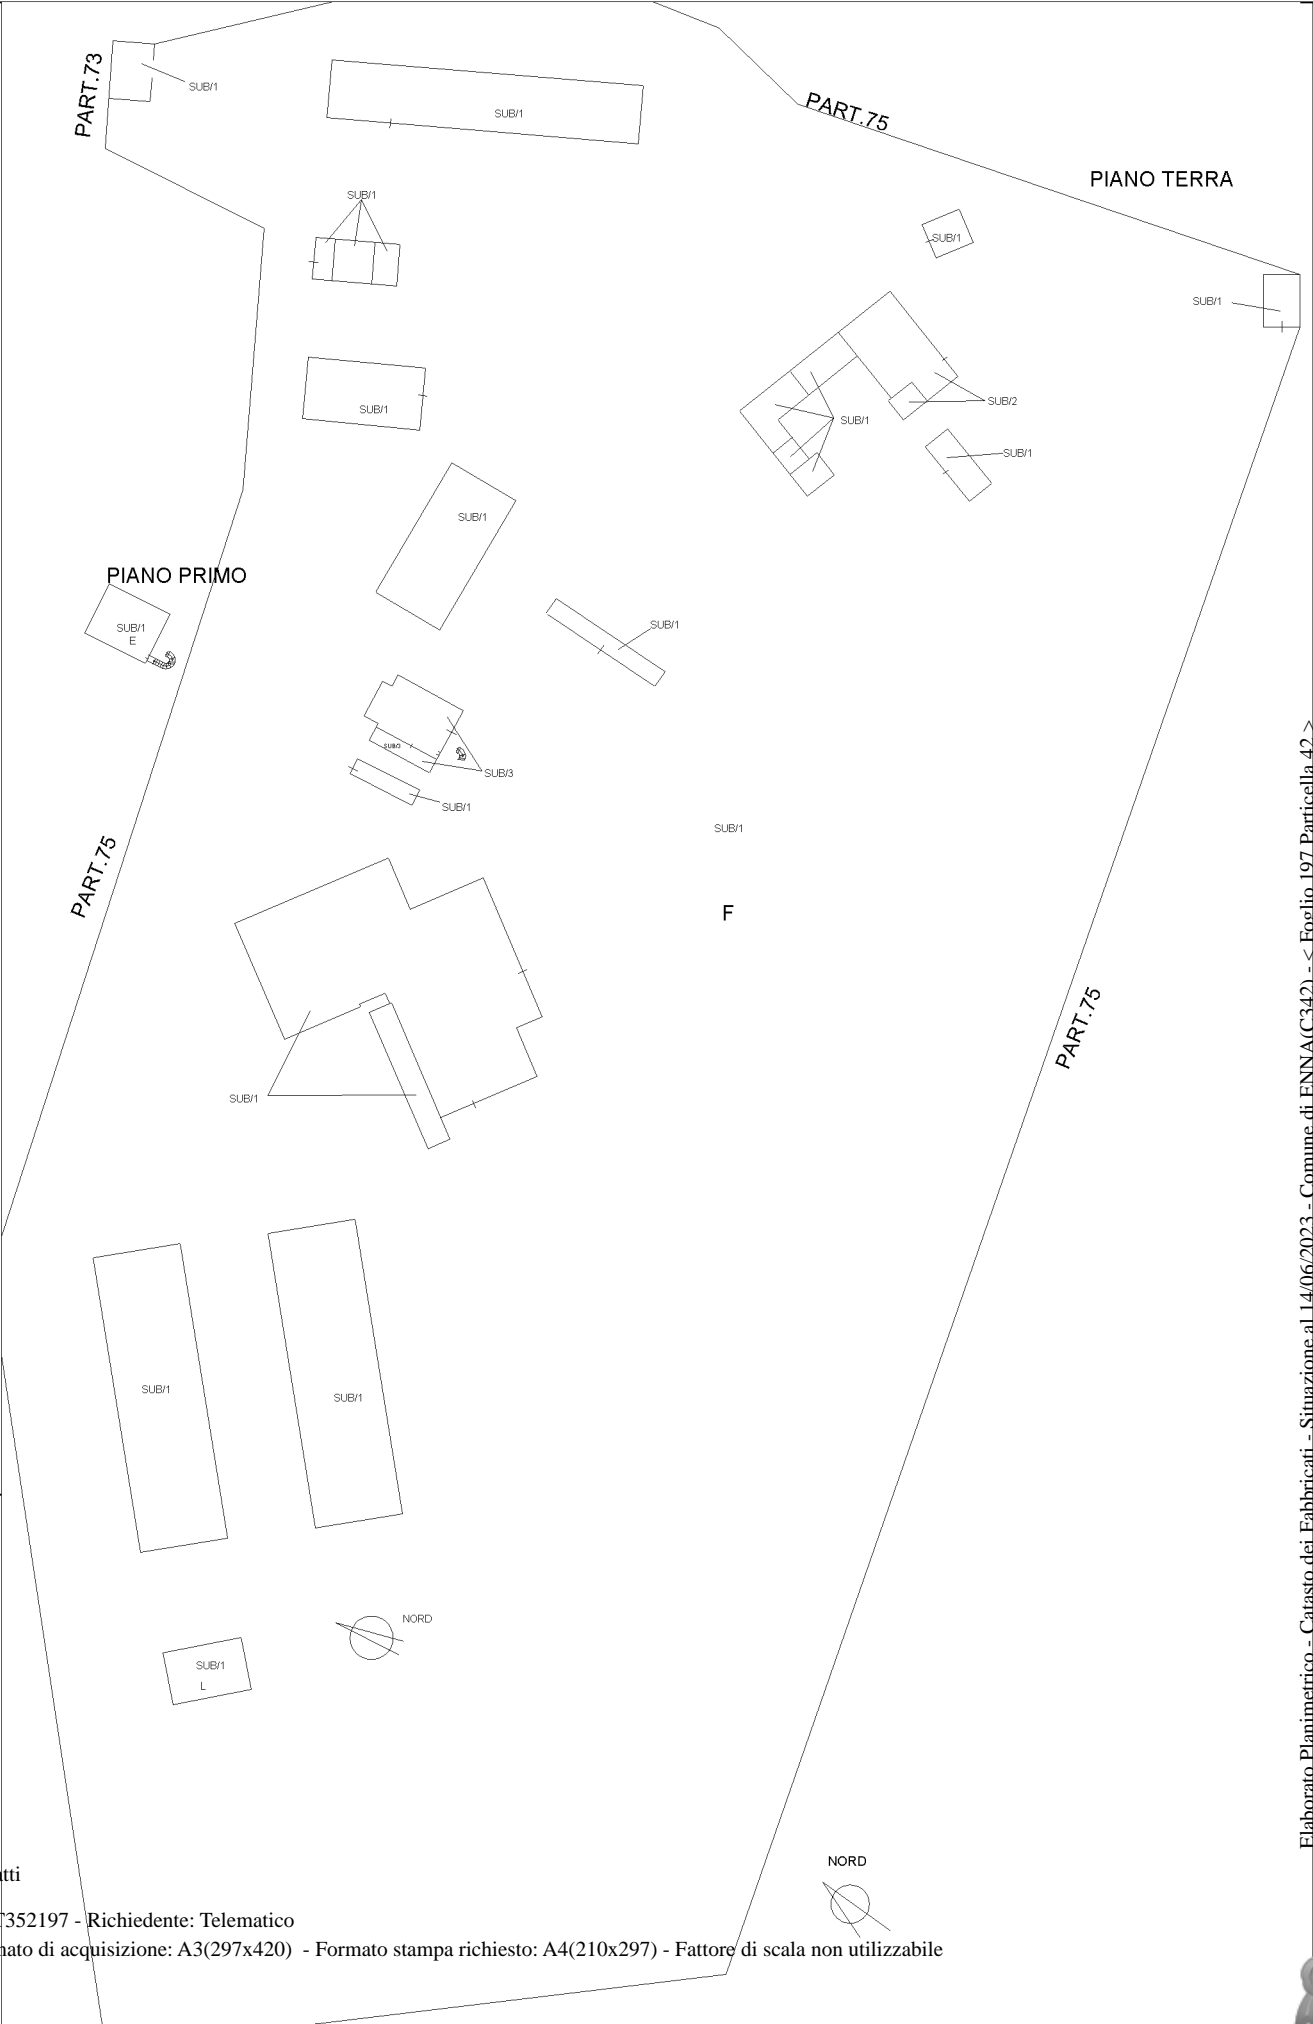 PART.73
SUB/1
SUB/1
PART.75
PIANO TERRA
SUB/1
SUB/1
SUB/1
SUB/1
SUB/2
SUB/1
SUB/1
SUB/1
SUB/1
PIANO PRIMO
SUB/1
E
SUB/1
SUB/3
SUB/1
SUB/1
PART.75
F
PART.75
SUB/1
SUB/1
SUB/1
NORD
SUB/1
L
NORD
T352197 - Richiedente: Telematico
di acquisizione: A3(297x420) - Formato stampa richiesto: A4(210x297) - Fattore di scala non utilizzabile
Elaborato Planimetrico - Catasto dei Fabbricati - Situazione al 14/06/2023 - Comune di ENNA(C342) - < Foglio 197 Particella 42 >